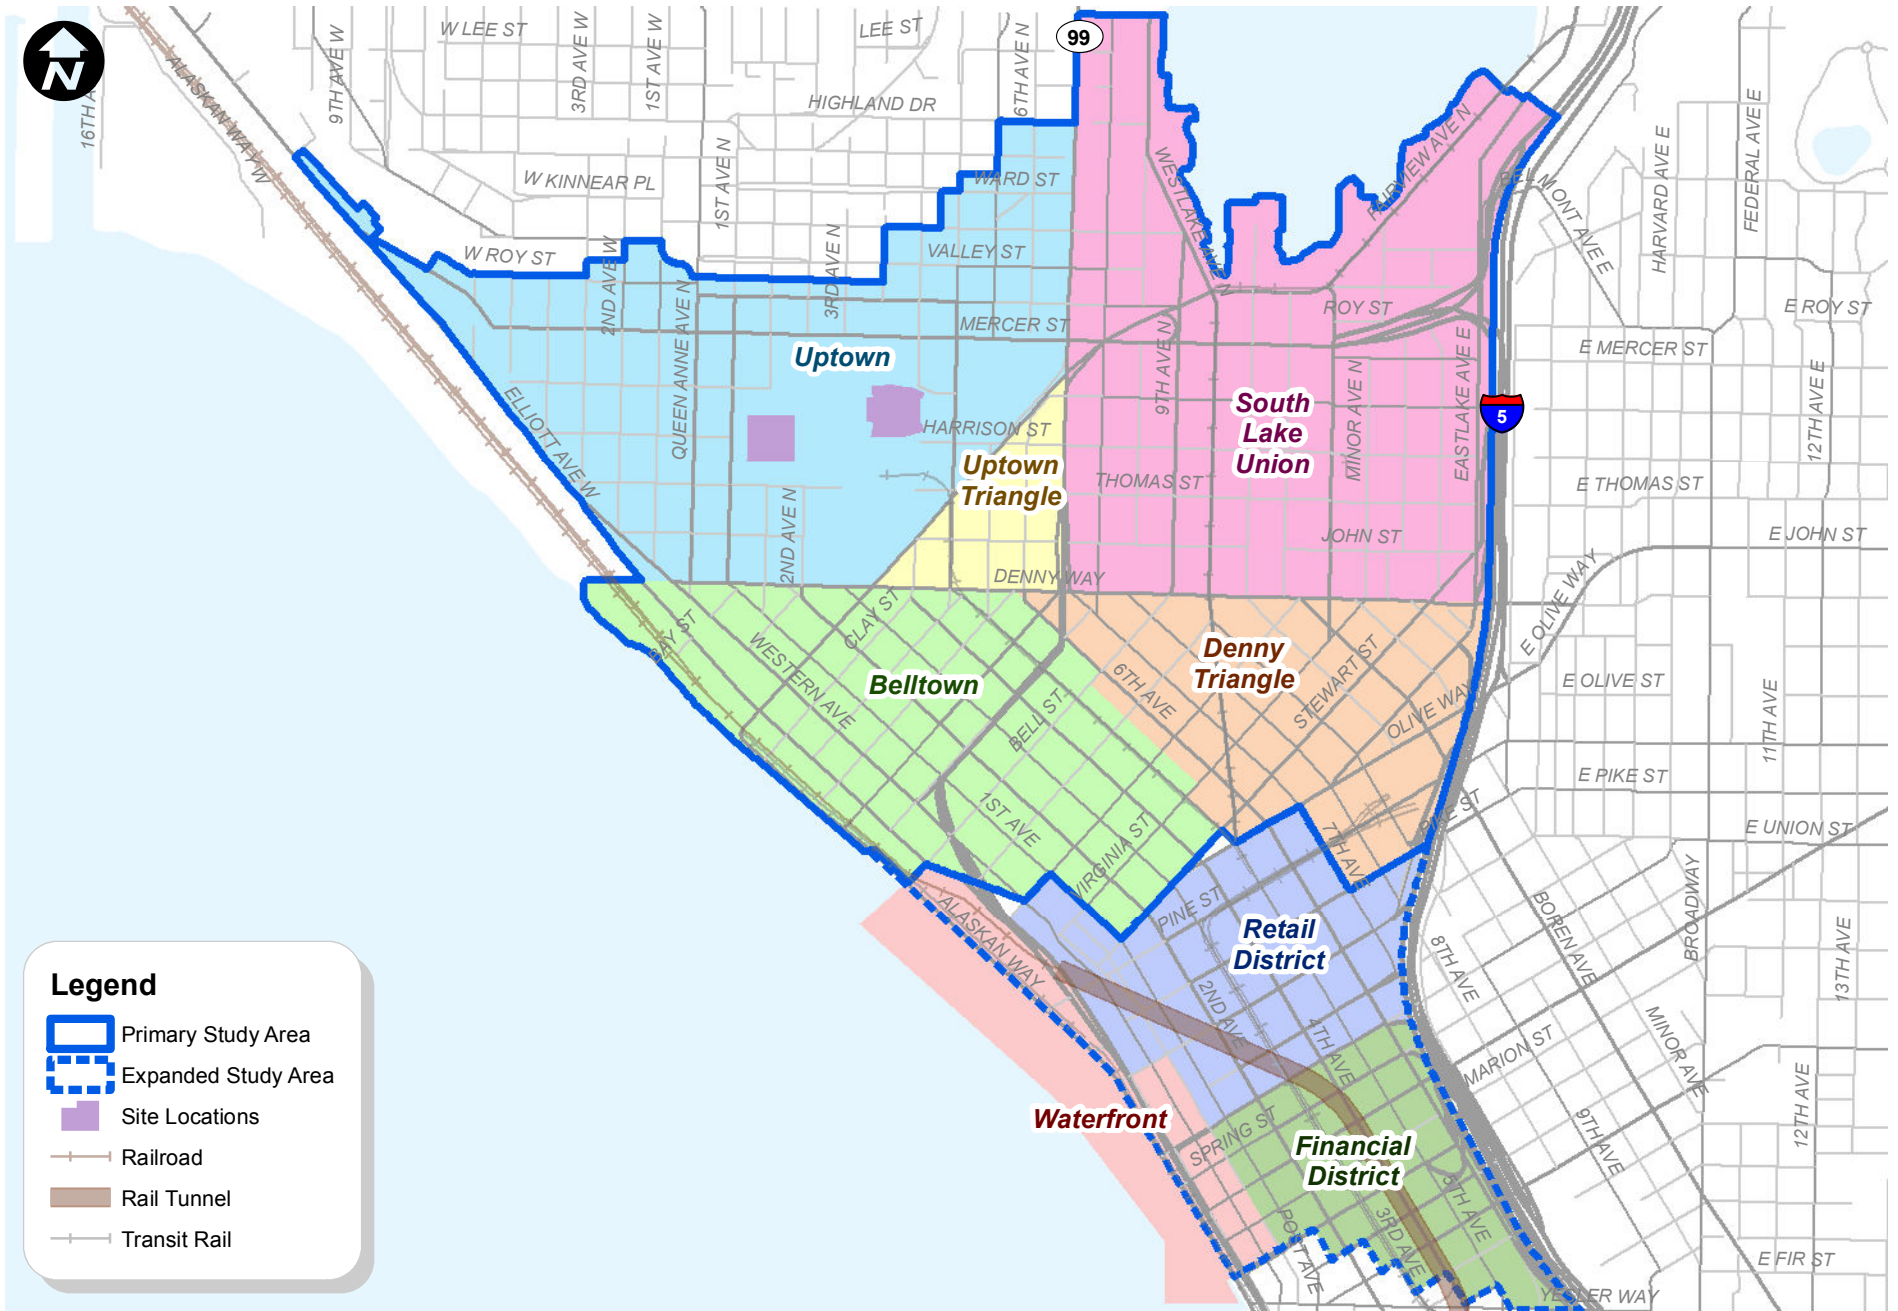 N
99
5
W LEE ST
LEE ST
9TH AVE W
3RD AVE W
1ST AVE W
6TH AVE N
16TH A
ALASKAN WAY W
HIGHLAND DR
W KINNEAR PL
1ST AVE N
WARD ST
WESTLAKE AVE N
FAIRVIEW AVE N
BELMONT AVE E
HARVARD AVE E
FEDERAL AVE E
W ROY ST
2ND AVE W
3RD AVE N
VALLEY ST
QUEEN ANNE AVE N
MERCER ST
ROY ST
E ROY ST
E MERCER ST
Uptown
9TH AVE N
MINOR AVE N
EASTLAKE AVE E
12TH AVE E
ELLIOTT AVE W
HARRISON ST
South
Lake
Union
Uptown
Triangle
THOMAS ST
E THOMAS ST
2ND AVE N
JOHN ST
E JOHN ST
DENNY WAY
E OLIVE WAY
BAY ST
CLAY ST
WESTERN AVE
Belltown
BELL ST
6TH AVE
Denny
Triangle
STEWART ST
OLIVE WAY
E OLIVE ST
11TH AVE
E PIKE ST
1ST AVE
VIRGINIA ST
7TH AVE
PIKE ST
E UNION ST
ALASKAN WAY
PINE ST
Retail
District
BOREN AVE
BROADWAY
8TH AVE
13TH AVE
2ND AVE
4TH AVE
MARION ST
MINOR AVE
Waterfront
SPRING ST
Financial
District
9TH AVE
12TH AVE
5TH AVE
POST AVE
3RD AVE
E FIR ST
YESLER WAY
Legend
Primary Study Area
Expanded Study Area
Site Locations
Railroad
Rail Tunnel
Transit Rail